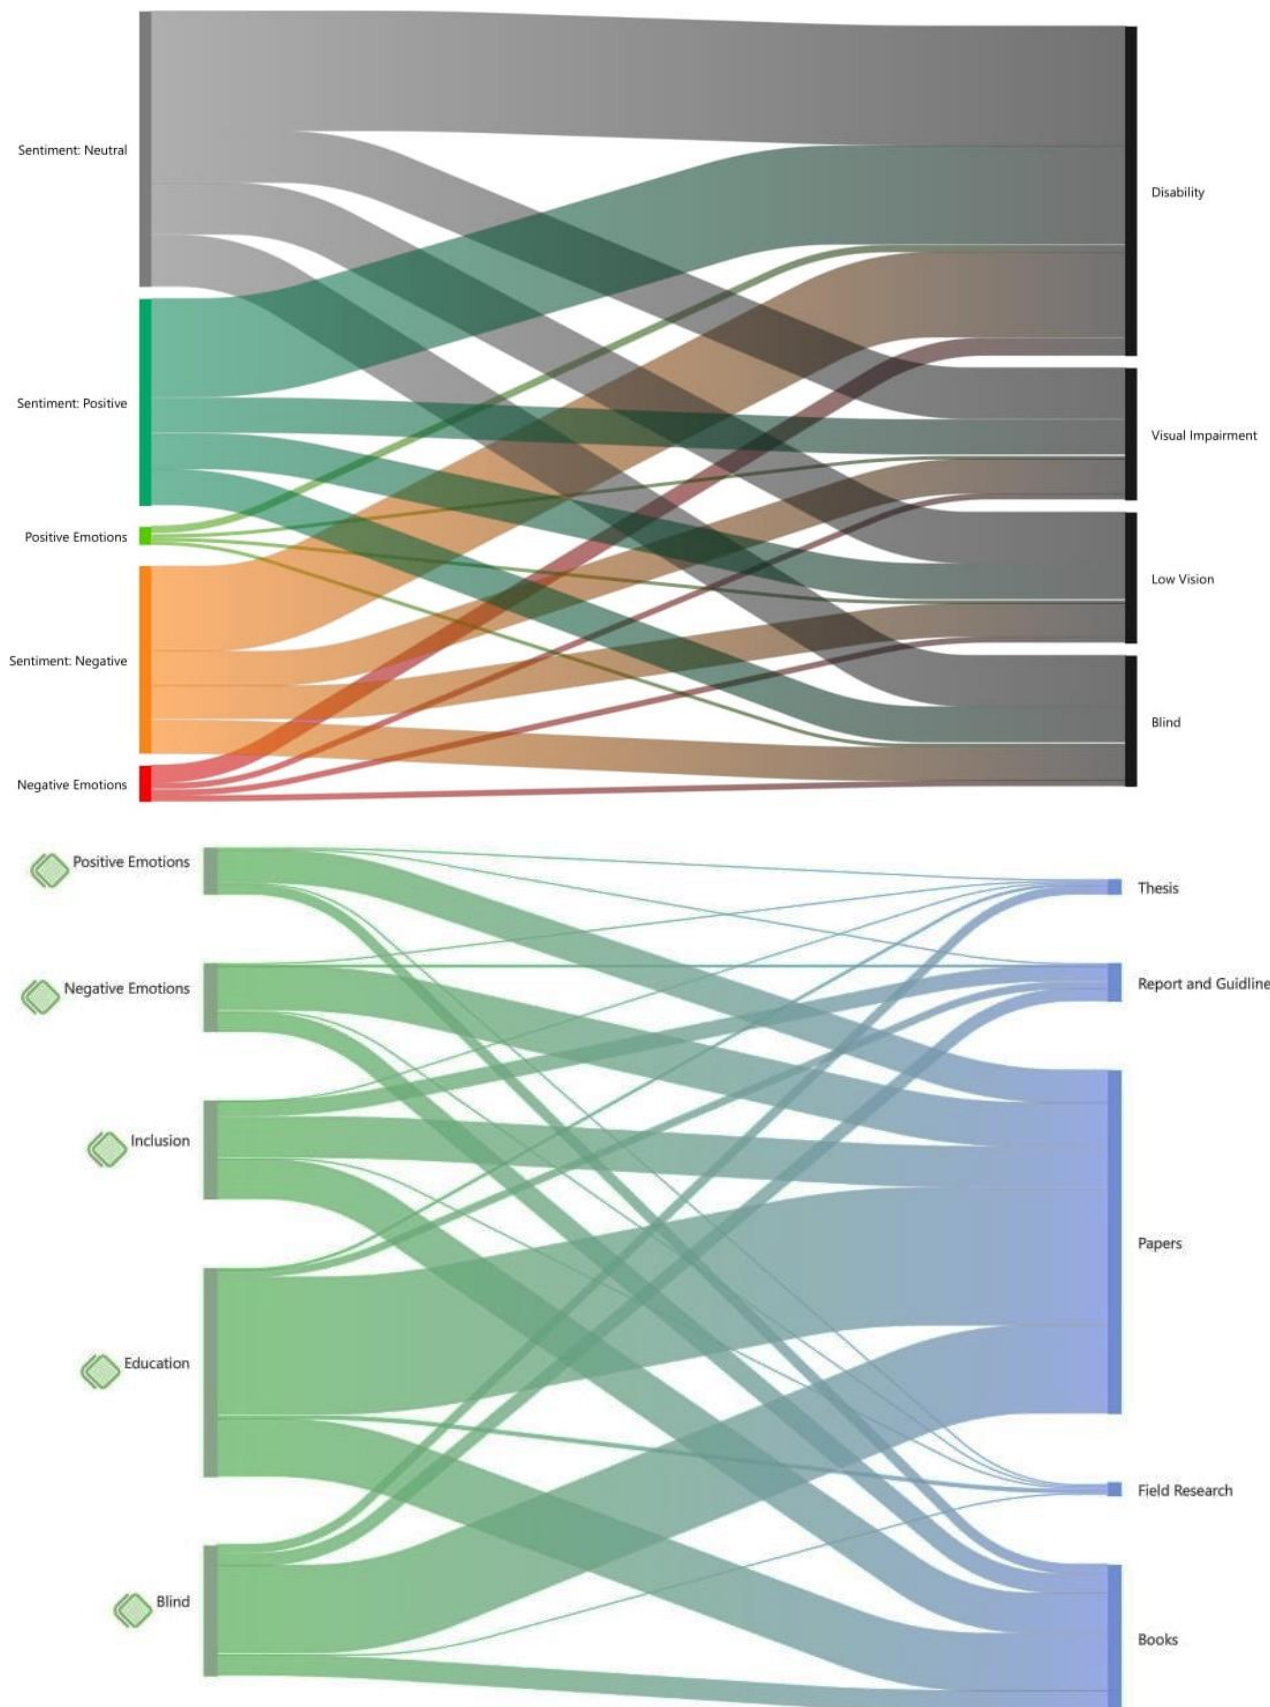 Sentiment: Neutral
Disability
Sentiment: Positive
Visual Impairment
Positive Emotions
Low Vision
Sentiment: Negative
Blind
Negative Emotions
Positive Emotions
Thesis
Negative Emotions
Report and Guidline
Inclusion
Papers
Education
Field Research
Blind
Books